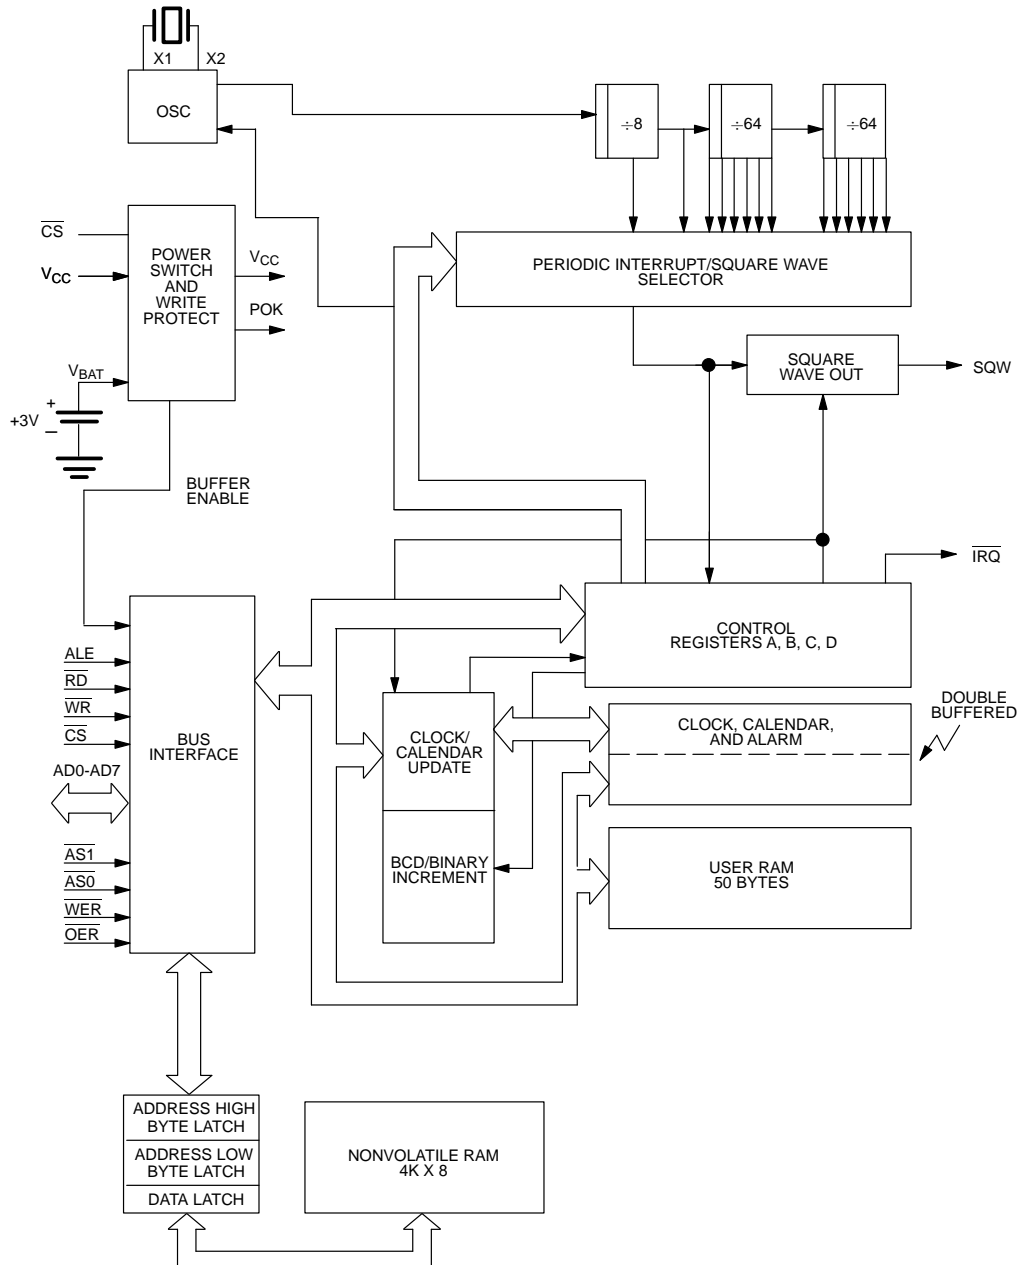 X1
X2
OSC
÷8
÷64
÷64
CS
VCC
POWER
SWITCH
AND
WRITE
PROTECT
VCC
POK
PERIODIC INTERRUPT/SQUARE WAVE
SELECTOR
VBAT
+
+3V
–
SQUARE
WAVE OUT
SQW
BUFFER
ENABLE
IRQ
CONTROL
REGISTERS A, B, C, D
ALE
RD
WR
CS
AD0-AD7
AS1
AS0
WER
OER
BUS
INTERFACE
CLOCK/
CALENDAR
UPDATE
BCD/BINARY
INCREMENT
CLOCK, CALENDAR,
AND ALARM
DOUBLE
BUFFERED
USER RAM
50 BYTES
ADDRESS HIGH
BYTE LATCH
ADDRESS LOW
BYTE LATCH
DATA LATCH
NONVOLATILE RAM
4K X 8